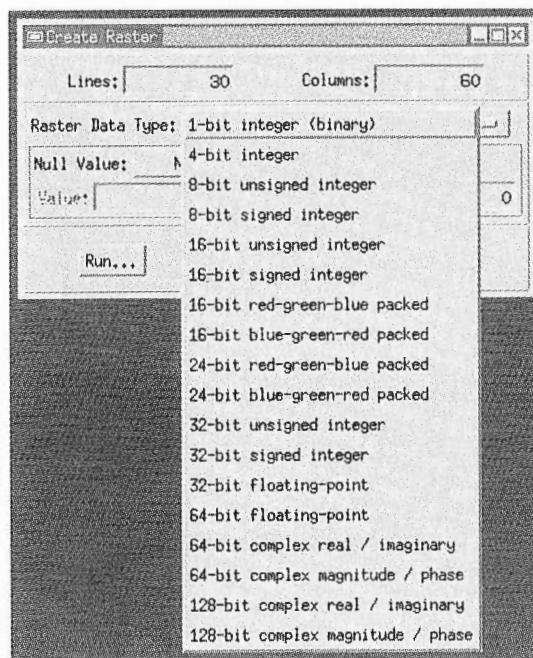 Create Raster
Lines: 30 Columns: 60
Raster Data Type: 1-bit integer (binary)
Null Value: N
4-bit integer
8-bit unsigned integer
Value: 0
8-bit signed integer
16-bit unsigned integer
Run...
16-bit signed integer
16-bit red-green-blue packed
16-bit blue-green-red packed
24-bit red-green-blue packed
24-bit blue-green-red packed
32-bit unsigned integer
32-bit signed integer
32-bit floating-point
64-bit floating-point
64-bit complex real / imaginary
64-bit complex magnitude / phase
128-bit complex real / imaginary
128-bit complex magnitude / phase